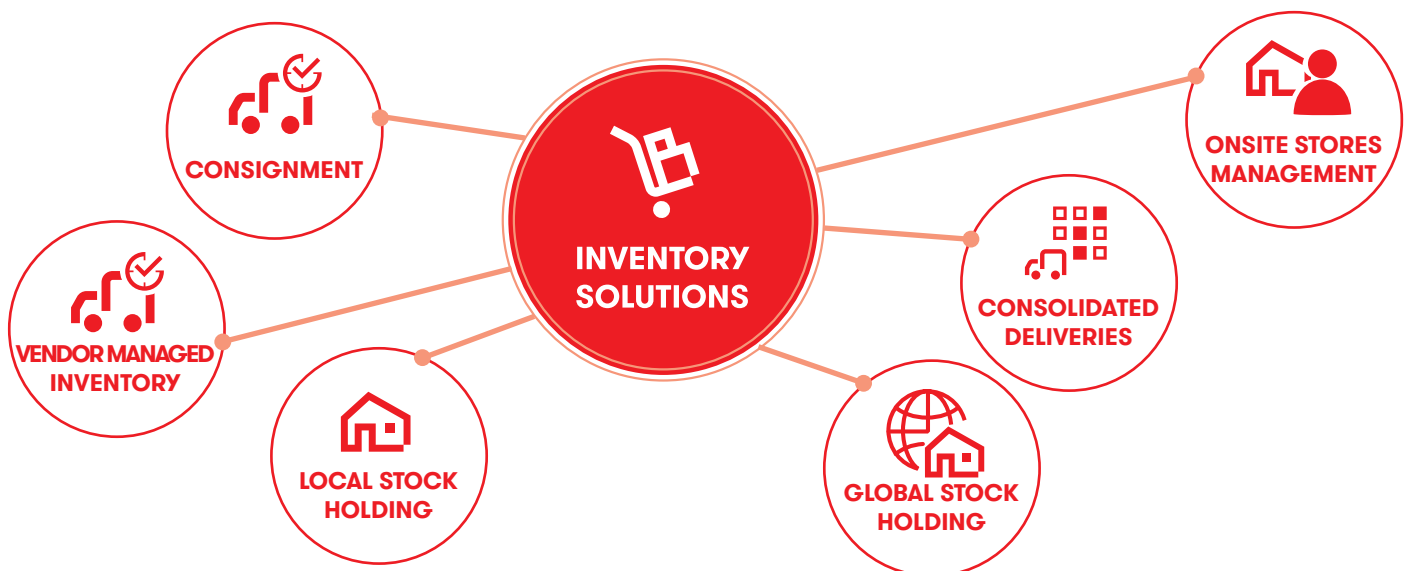 CONSIGNMENT
VENDOR MANAGED
INVENTORY
LOCAL STOCK
HOLDING
INVENTORY
SOLUTIONS
ONSITE STORES
MANAGEMENT
CONSOLIDATED
DELIVERIES
GLOBAL STOCK
HOLDING